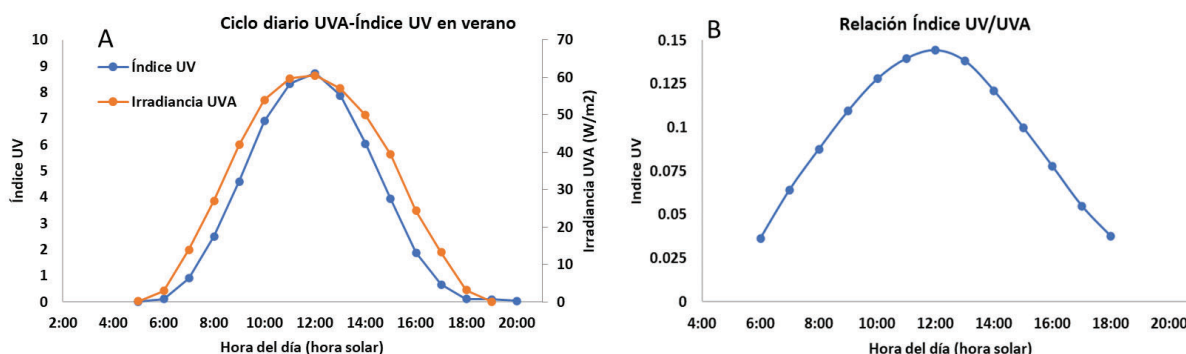 Ciclo diario UVA-Índice UV en verano
A
Índice UV
Irradiancia UVA
10
9
8
7
6
5
4
3
2
1
0
Índice UV
70
60
50
40
30
20
10
0
Irradiancia UVA (W/m2)
2:00 4:00 6:00 8:00 10:00 12:00 14:00 16:00 18:00 20:00
Hora del día (hora solar)
B
Relación Índice UV/UVA
0.15
0.125
0.1
0.075
0.05
0.025
0
Indice UV
4:00 6:00 8:00 10:00 12:00 14:00 16:00 18:00 20:00
Hora del día (hora solar)